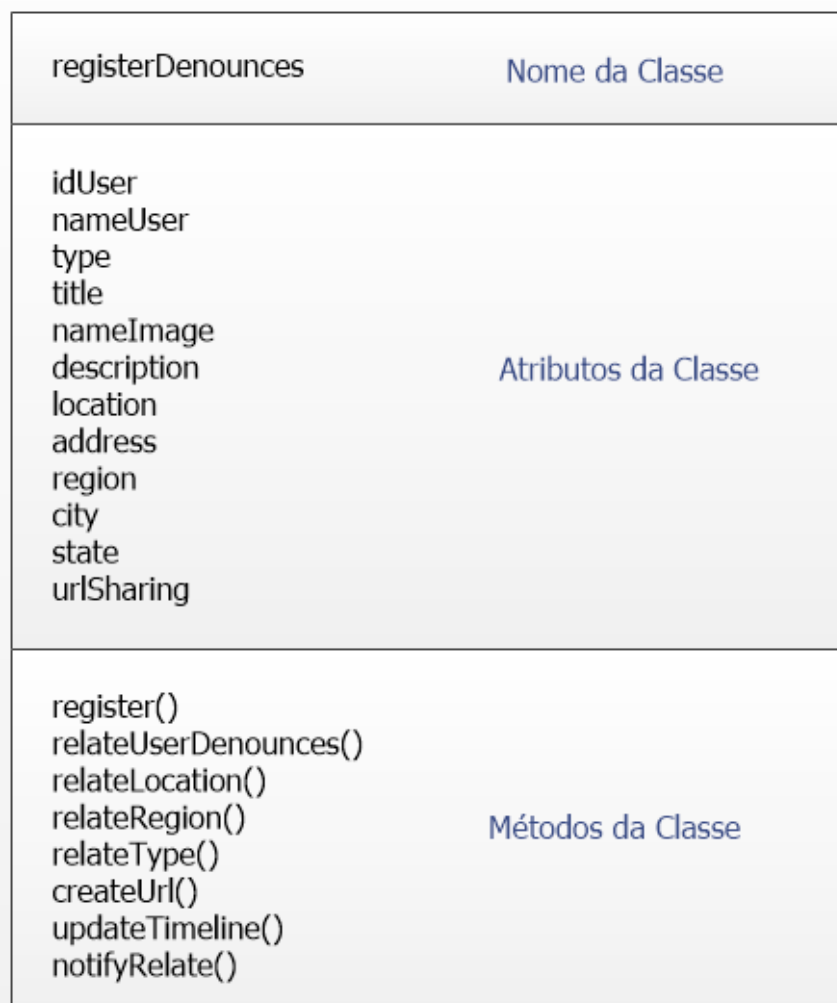 registerDenounces
Nome da Classe
idUser
nameUser
type
title
nameImage
description
location
address
region
city
state
urlSharing
Atributos da Classe
register()
relateUserDenounces()
relateLocation()
relateRegion()
relateType()
createUrl()
updateTimeline()
notifyRelate()
Métodos da Classe